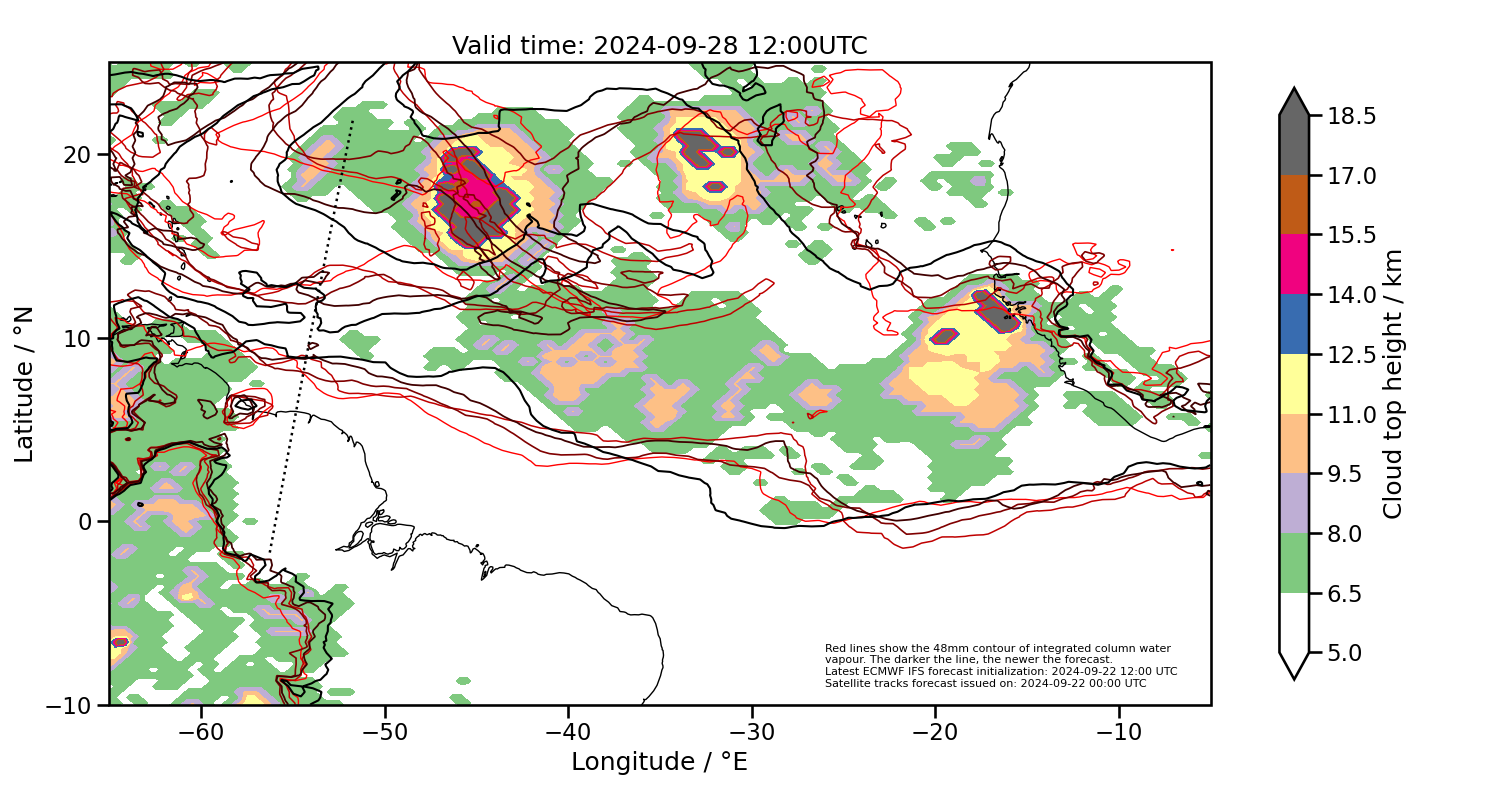 Valid time: 2024-09-28 12:00UTC
20
10
0
−10
Latitude / °N
−60
−50
−40
−30
−20
−10
Longitude / °E
Red lines show the 48mm contour of integrated column water
vapour. The darker the line, the newer the forecast.
Latest ECMWF IFS forecast initialization: 2024-09-22 12:00 UTC
Satellite tracks forecast issued on: 2024-09-22 00:00 UTC
18.5
17.0
15.5
14.0
12.5
11.0
9.5
8.0
6.5
5.0
Cloud top height / km